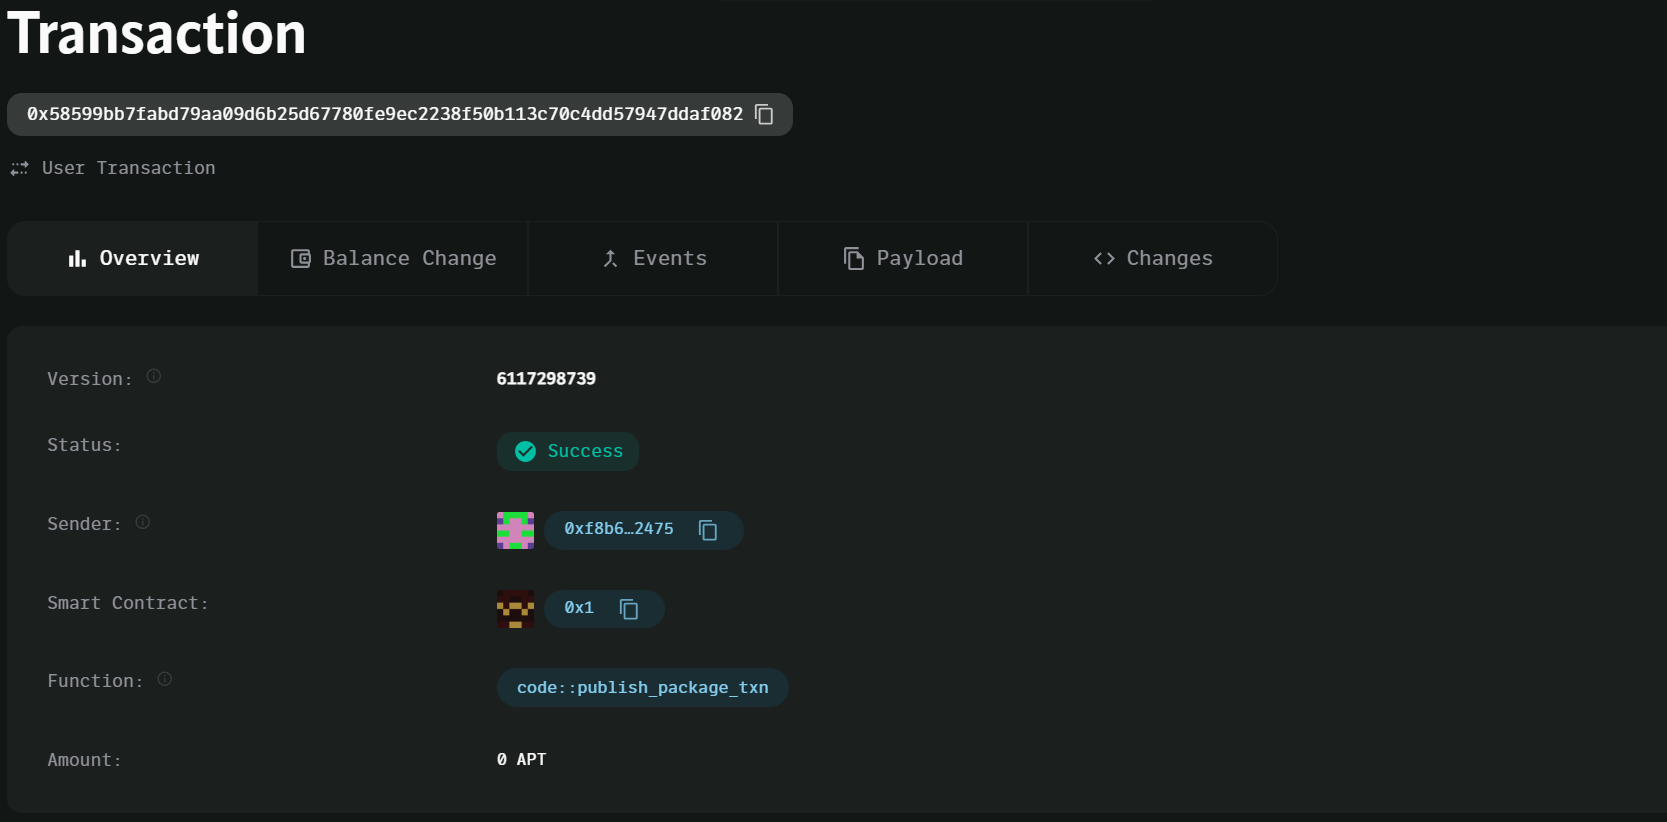 Transaction
0x58599bb7fabd79aa09d6b25d67780fe9ec2238f50b113c70c4dd57947ddaf082
User Transaction
Overview Balance Change Events Payload Changes
Version: 6117298739
Status: Success
Sender: 0xf8b6…2475
Smart Contract: 0x1
Function: code::publish_package_txn
Amount: 0 APT